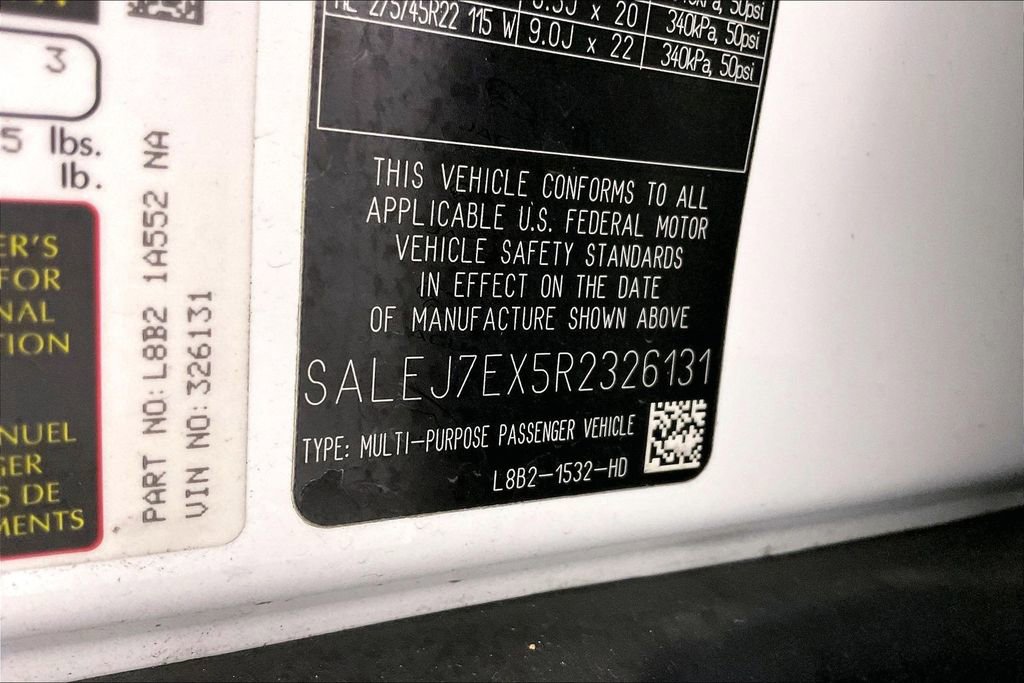 3
5 lbs.
lb.
ER'S
FOR
NAL
TION
NUEL
GER
S DE
MENTS
PART NO:L8B2 1A552 NA
VIN NO:326131
x 20 340kPa, 50psi
HL 275/45R22 115 W 9.0J x 22 340kPa, 50psi
THIS VEHICLE CONFORMS TO ALL
APPLICABLE U.S. FEDERAL MOTOR
VEHICLE SAFETY STANDARDS
IN EFFECT ON THE DATE
OF MANUFACTURE SHOWN ABOVE
SALEJ7EX5R2326131
TYPE: MULTI-PURPOSE PASSENGER VEHICLE
L8B2-1532-HD